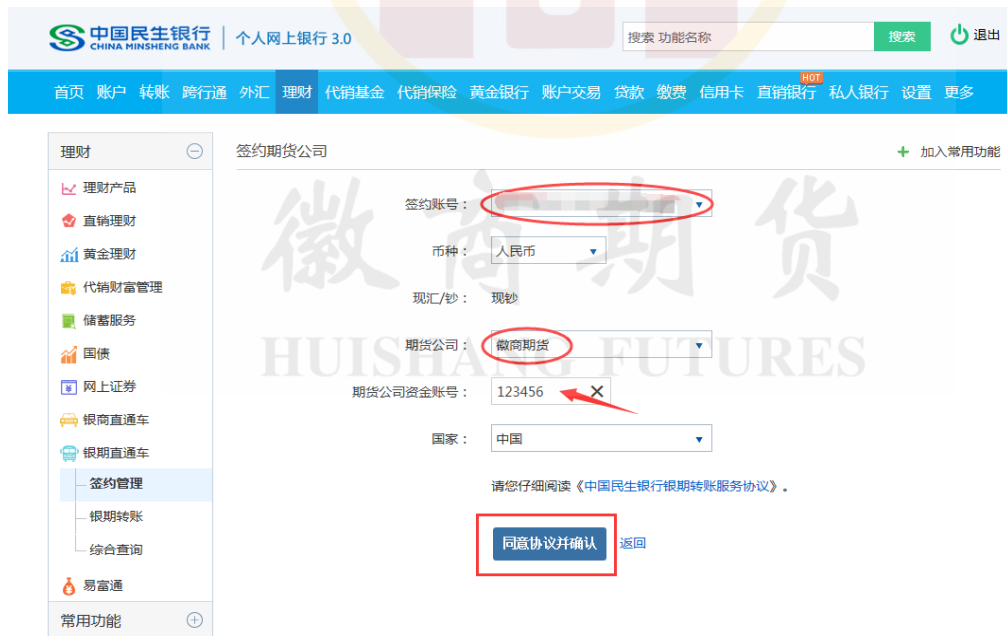 中国民生银行
CHINA MINSHENG BANK
个人网上银行 3.0
搜索 功能名称
搜索
退出
HOT
首页 账户 转账 跨行通 外汇 理财 代销基金 代销保险 黄金银行 账户交易 贷款 缴费 信用卡 直销银行 私人银行 设置 更多
理财
理财产品
直销理财
黄金理财
代销财富管理
储蓄服务
国债
网上证券
银商直通车
银期直通车
签约管理
银期转账
综合查询
易富通
常用功能
签约期货公司
+ 加入常用功能
签约账号：
币种： 人民币
现汇/钞： 现钞
期货公司： 徽商期货
期货公司资金账号： 123456
国家： 中国
请您仔细阅读《中国民生银行银期转账服务协议》。
同意协议并确认 返回
徽商期货
HUISHANG FUTURES